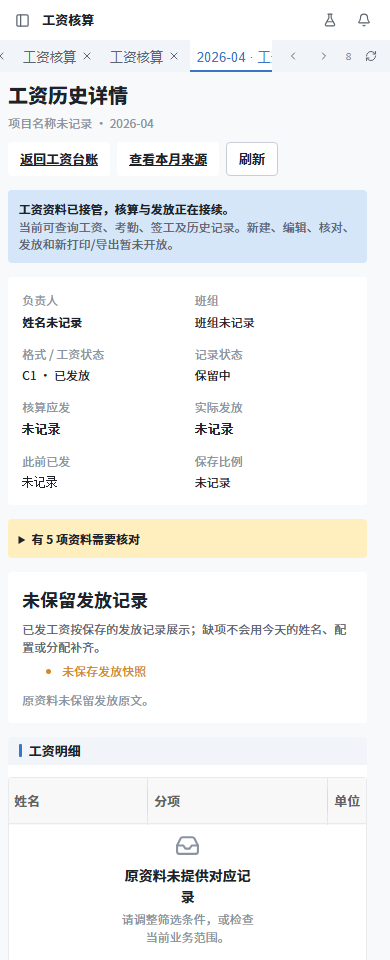 工资核算
工资核算 × 工资核算 × 2026-04 · 工 8
工资历史详情
项目名称未记录 · 2026-04
返回工资台账 查看本月来源 刷新
工资资料已接管，核算与发放正在接续。
当前可查询工资、考勤、签工及历史记录。新建、编辑、核对、
发放和新打印/导出暂未开放。
负责人 班组
姓名未记录 班组未记录
格式 / 工资状态 记录状态
C1 · 已发放 保留中
核算应发 实际发放
未记录 未记录
此前已发 保存比例
未记录 未记录
有 5 项资料需要核对
未保留发放记录
已发工资按保存的发放记录展示；缺项不会用今天的姓名、配
置或分配补齐。
未保存发放快照
原资料未保留发放原文。
工资明细
姓名 分项 单位
原资料未提供对应记
录
请调整筛选条件，或检查
当前业务范围。